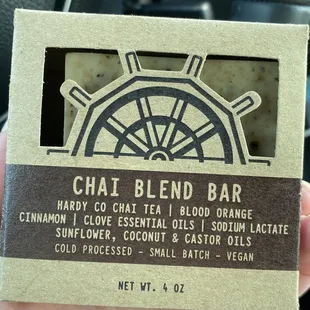 CHAI BLEND BAR
HARDY CO CHAI TEA | BLOOD ORANGE
CINNAMON | CLOVE ESSENTIAL OILS | SODIUM LACTATE
SUNFLOWER, COCONUT & CASTOR OILS
COLD PROCESSED - SMALL BATCH - VEGAN
NET WT. 4 OZ